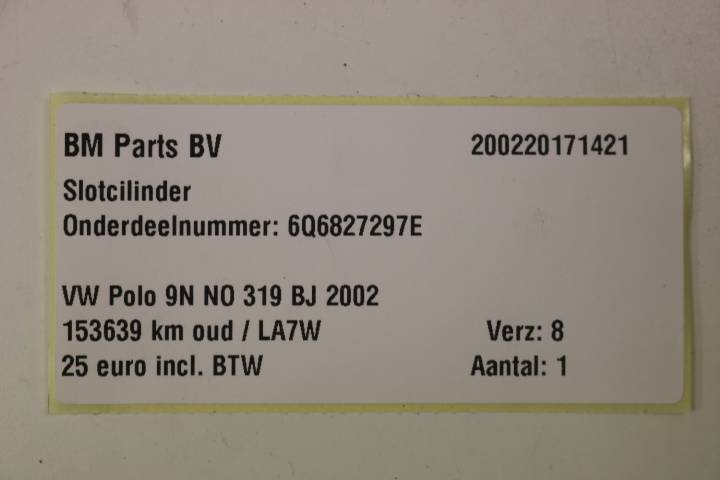 BM Parts BV 200220171421
Slotcilinder
Onderdeelnummer: 6Q6827297E
VW Polo 9N NO 319 BJ 2002
153639 km oud / LA7W Verz: 8
25 euro incl. BTW Aantal: 1